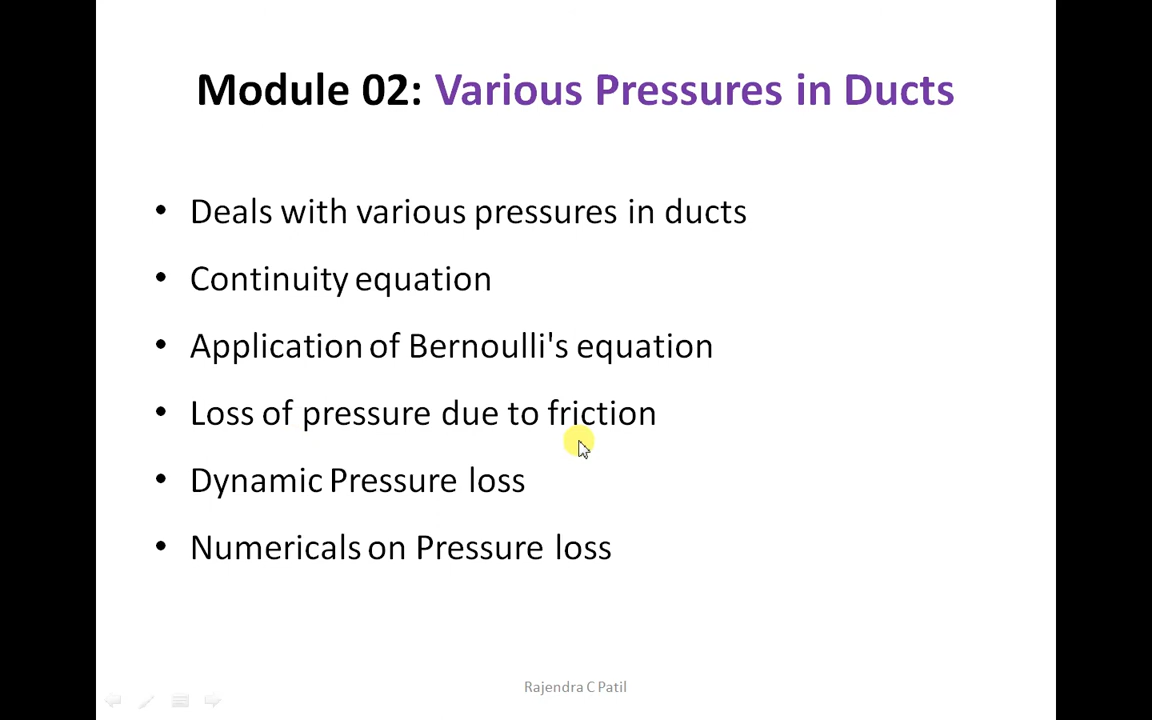 Module 02: Various Pressures in Ducts
• Deals with various pressures in ducts
• Continuity equation
• Application of Bernoulli's equation
• Loss of pressure due to friction
• Dynamic Pressure loss
• Numericals on Pressure loss
Rajendra C Patil